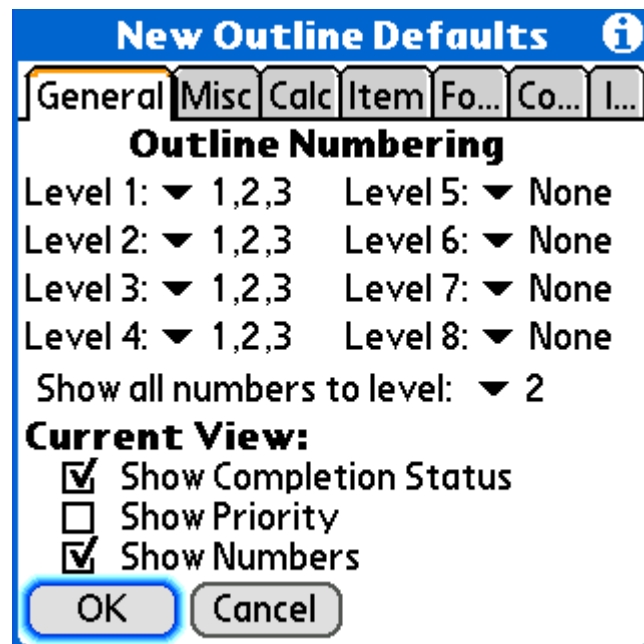 New Outline Defaults
General Misc Calc Item Fo... Co... I...
Outline Numbering
Level 1: 1,2,3 Level 5: None
Level 2: 1,2,3 Level 6: None
Level 3: 1,2,3 Level 7: None
Level 4: 1,2,3 Level 8: None
Show all numbers to level: 2
Current View:
Show Completion Status
Show Priority
Show Numbers
OK Cancel